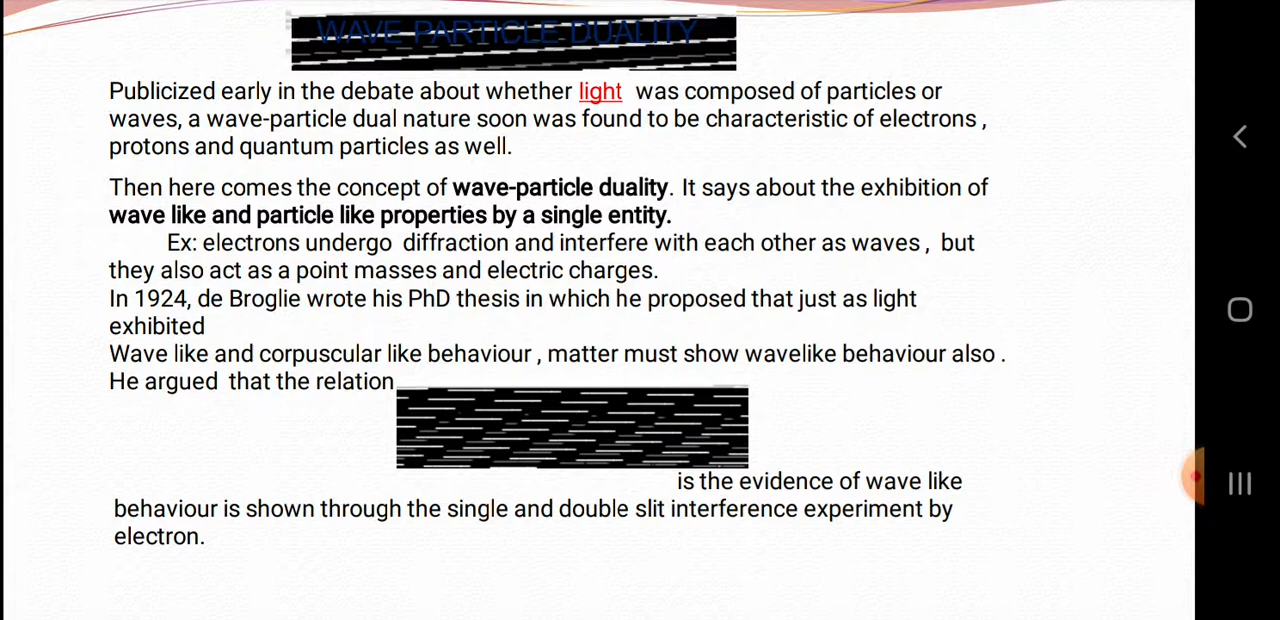 WAVE PARTICLE DUALITY
Publicized early in the debate about whether light was composed of particles or
waves, a wave-particle dual nature soon was found to be characteristic of electrons ,
protons and quantum particles as well.
Then here comes the concept of wave-particle duality. It says about the exhibition of
wave like and particle like properties by a single entity.
Ex: electrons undergo diffraction and interfere with each other as waves , but
they also act as a point masses and electric charges.
In 1924, de Broglie wrote his PhD thesis in which he proposed that just as light
exhibited
Wave like and corpuscular like behaviour , matter must show wavelike behaviour also .
He argued that the relation
is the evidence of wave like
behaviour is shown through the single and double slit interference experiment by
electron.